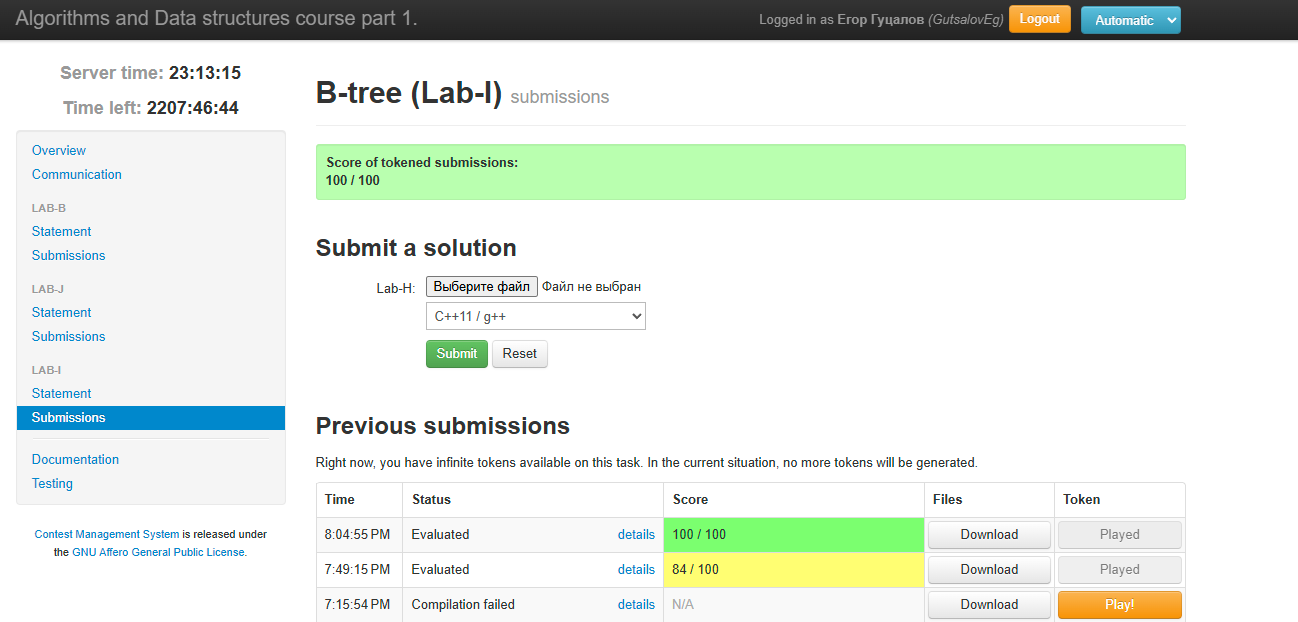 Algorithms and Data structures course part 1.
Logged in as Егор Гуцалов (GutsalovEg) Logout Automatic
Server time: 23:13:15
Time left: 2207:46:44
Overview
Communication
LAB-B
Statement
Submissions
LAB-J
Statement
Submissions
LAB-I
Statement
Submissions
Documentation
Testing
Contest Management System is released under
the GNU Affero General Public License.
B-tree (Lab-I) submissions
Score of tokened submissions:
100 / 100
Submit a solution
Lab-H: Выберите файл Файл не выбран
C++11 / g++
Submit Reset
Previous submissions
Right now, you have infinite tokens available on this task. In the current situation, no more tokens will be generated.
Time Status Score Files Token
8:04:55 PM Evaluated details 100 / 100 Download Played
7:49:15 PM Evaluated details 84 / 100 Download Played
7:15:54 PM Compilation failed details N/A Download Play!